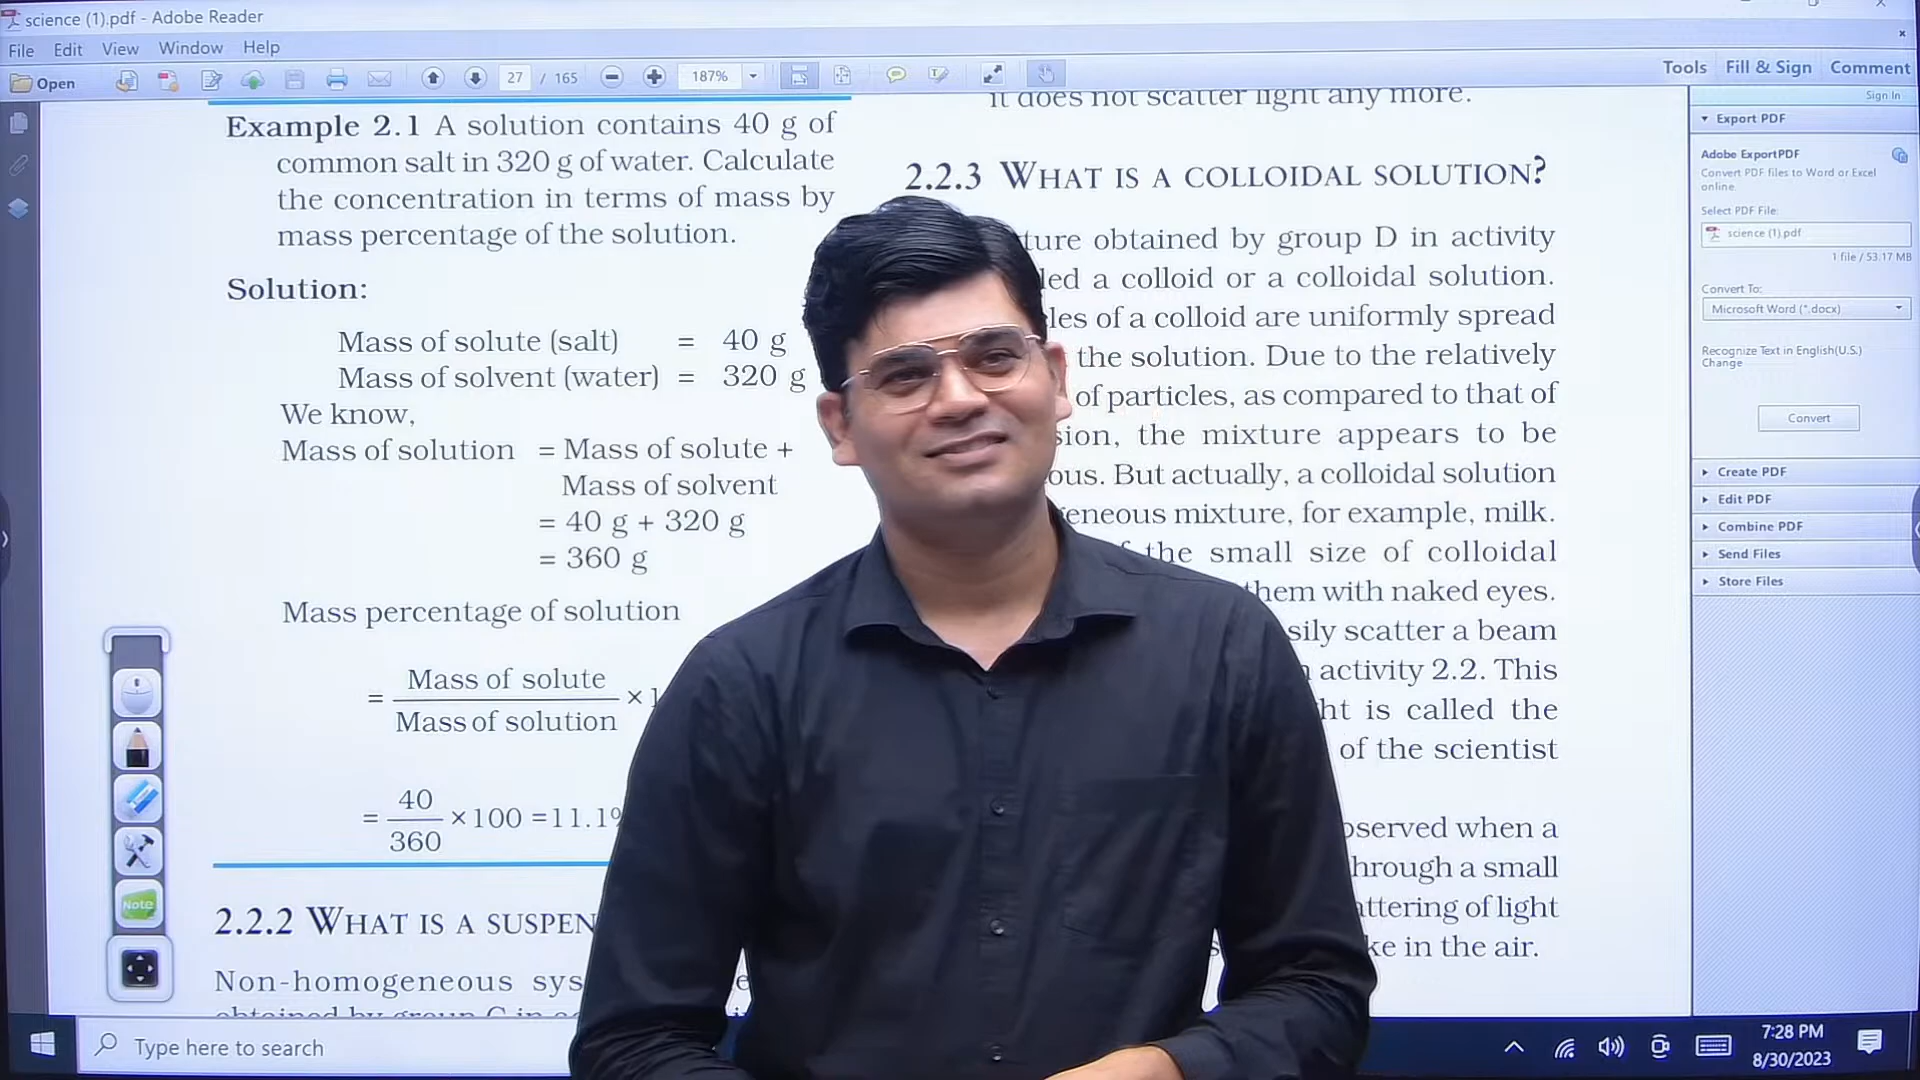 science (1).pdf - Adobe Reader
File Edit View Window Help
Open 27 / 165 187% Tools Fill & Sign Comment
Sign In
Example 2.1 A solution contains 40 g of
common salt in 320 g of water. Calculate
the concentration in terms of mass by
mass percentage of the solution.
Solution:
Mass of solute (salt) = 40 g
Mass of solvent (water) = 320 g
We know,
Mass of solution = Mass of solute +
Mass of solvent
= 40 g + 320 g
= 360 g
Mass percentage of solution
= Mass of solute / Mass of solution ×
= 40 / 360 ×100 =11.1%
2.2.2 WHAT IS A SUSPEN
Non-homogeneous sys
obtained by group C in
it does not scatter light any more.
2.2.3 WHAT IS A COLLOIDAL SOLUTION?
ture obtained by group D in activity
led a colloid or a colloidal solution.
les of a colloid are uniformly spread
the solution. Due to the relatively
of particles, as compared to that of
sion, the mixture appears to be
ous. But actually, a colloidal solution
geneous mixture, for example, milk.
the small size of colloidal
them with naked eyes.
sily scatter a beam
activity 2.2. This
ht is called the
of the scientist
bserved when a
hrough a small
attering of light
ke in the air.
Export PDF
Adobe ExportPDF
Convert PDF files to Word or Excel
online.
Select PDF File:
science (1).pdf
1 file / 53.17 MB
Convert To:
Microsoft Word (*.docx)
Recognize Text in English(U.S.)
Change
Convert
Create PDF
Edit PDF
Combine PDF
Send Files
Store Files
Note
Type here to search
7:28 PM
8/30/2023